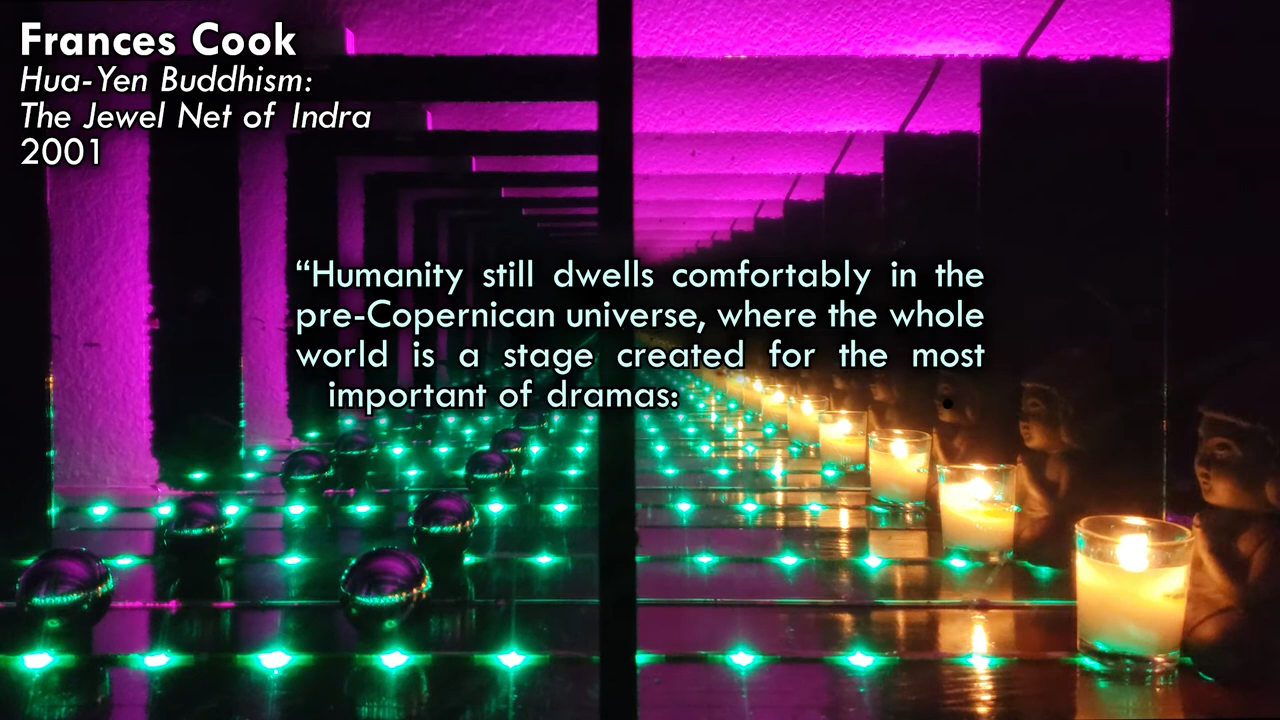 Frances Cook
Hua-Yen Buddhism:
The Jewel Net of Indra
2001
“Humanity still dwells comfortably in the
pre-Copernican universe, where the whole
world is a stage created for the most
important of dramas: